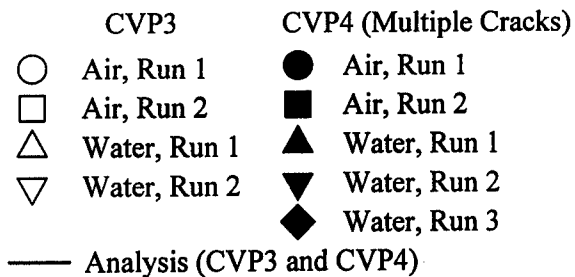 CVP3 CVP4 (Multiple Cracks)
Air, Run 1 Air, Run 1
Air, Run 2 Air, Run 2
Water, Run 1 Water, Run 1
Water, Run 2 Water, Run 2
Water, Run 3
Analysis (CVP3 and CVP4)